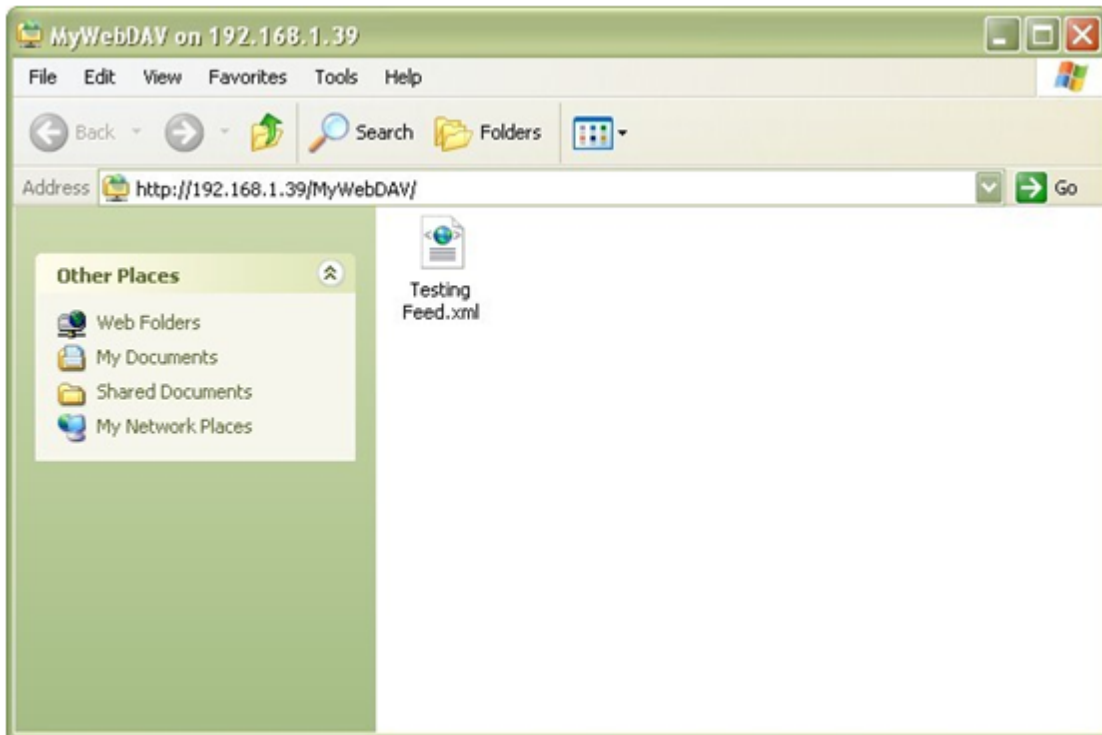 MyWebDAV on 192.168.1.39
File Edit View Favorites Tools Help
Back Search Folders
Address http://192.168.1.39/MyWebDAV/ Go
Other Places
Web Folders
My Documents
Shared Documents
My Network Places
Testing
Feed.xml